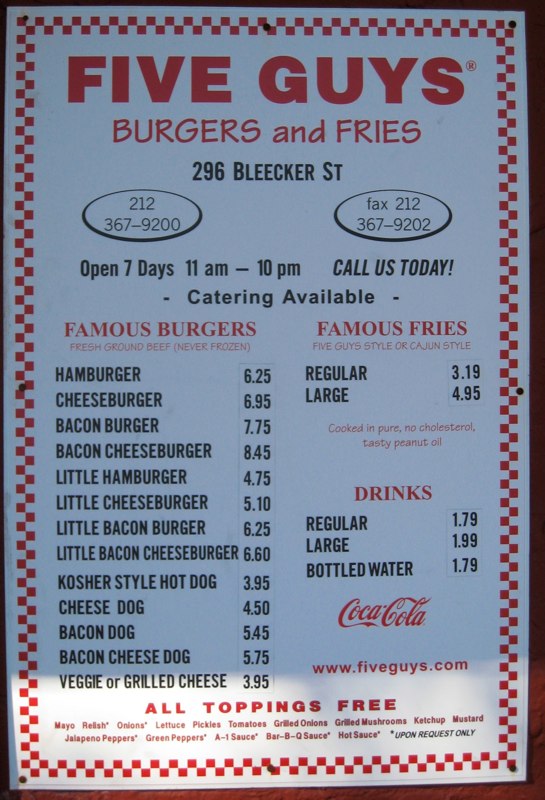 FIVE GUYS®
BURGERS and FRIES
296 BLEECKER ST
212
367–9200
fax 212
367–9202
Open 7 Days 11 am – 10 pm CALL US TODAY!
- Catering Available -
FAMOUS BURGERS
FRESH GROUND BEEF (NEVER FROZEN)
HAMBURGER 6.25
CHEESEBURGER 6.95
BACON BURGER 7.75
BACON CHEESEBURGER 8.45
LITTLE HAMBURGER 4.75
LITTLE CHEESEBURGER 5.10
LITTLE BACON BURGER 6.25
LITTLE BACON CHEESEBURGER 6.60
KOSHER STYLE HOT DOG 3.95
CHEESE DOG 4.50
BACON DOG 5.45
BACON CHEESE DOG 5.75
VEGGIE or GRILLED CHEESE 3.95
FAMOUS FRIES
FIVE GUYS STYLE OR CAJUN STYLE
REGULAR 3.19
LARGE 4.95
Cooked in pure, no cholesterol,
tasty peanut oil
DRINKS
REGULAR 1.79
LARGE 1.99
BOTTLED WATER 1.79
Coca-Cola
www.fiveguys.com
ALL TOPPINGS FREE
Mayo Relish* Onions* Lettuce Pickles Tomatoes Grilled Onions Grilled Mushrooms Ketchup Mustard
Jalapeno Peppers* Green Peppers* A-1 Sauce* Bar-B-Q Sauce* Hot Sauce* *UPON REQUEST ONLY